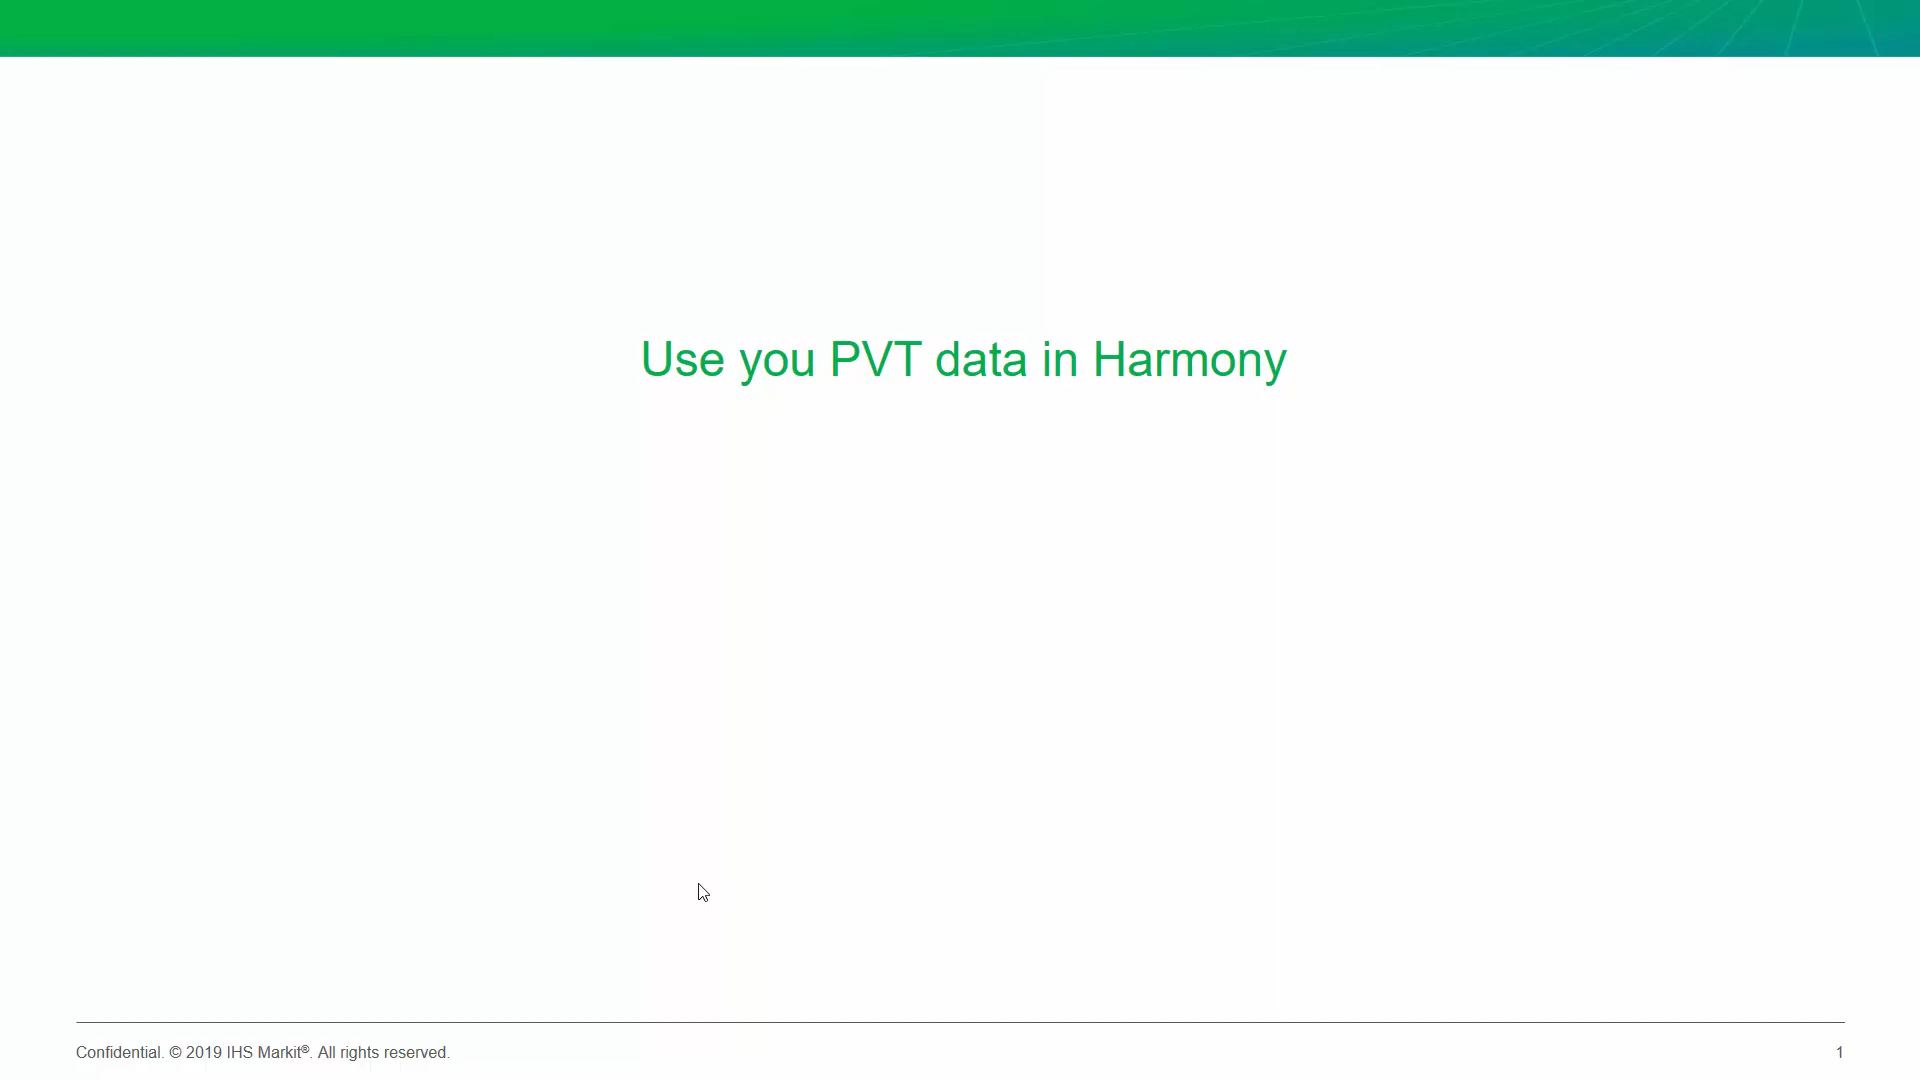 Use you PVT data in Harmony
Confidential. © 2019 IHS Markit®. All rights reserved.
1